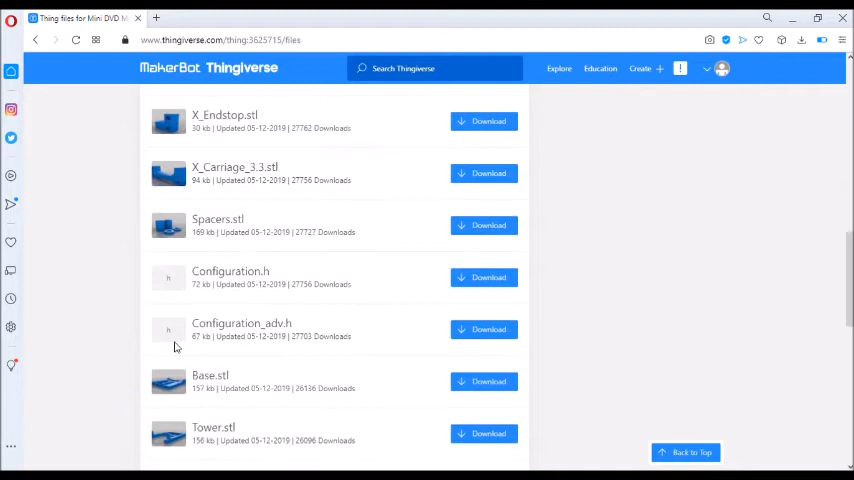 Thing files for Mini DVD M
www.thingiverse.com/thing:3625715/files
MakerBot Thingiverse
Search Thingiverse
Explore
Education
Create +
X_Endstop.stl
30 kb | Updated 05-12-2019 | 27762 Downloads
Download
X_Carriage_3.3.stl
94 kb | Updated 05-12-2019 | 27756 Downloads
Download
Spacers.stl
169 kb | Updated 05-12-2019 | 27727 Downloads
Download
h
Configuration.h
72 kb | Updated 05-12-2019 | 27756 Downloads
Download
h
Configuration_adv.h
67 kb | Updated 05-12-2019 | 27703 Downloads
Download
Base.stl
157 kb | Updated 05-12-2019 | 26136 Downloads
Download
Tower.stl
156 kb | Updated 05-12-2019 | 26096 Downloads
Download
Back to Top